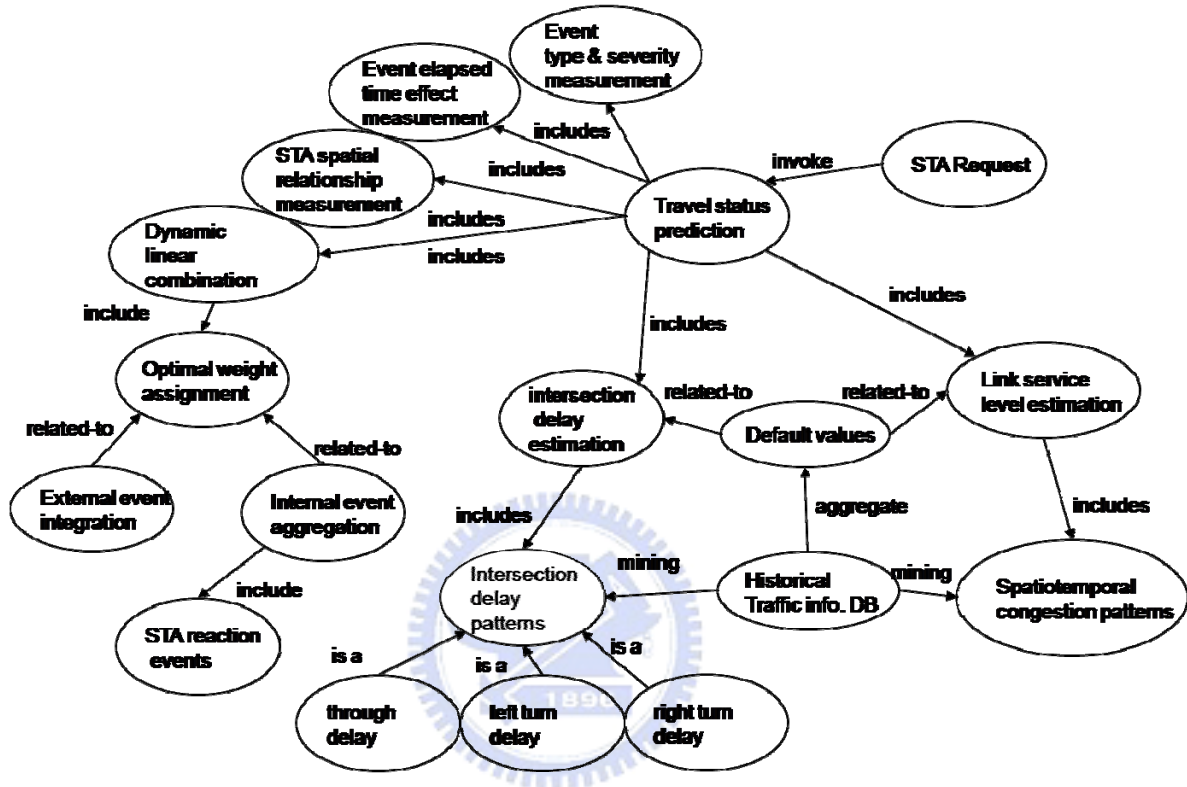 Event
type & severity
measurement
Event elapsed
time effect
measurement
includes
STA spatial
relationship
measurement
includes
invoke
STA Request
Travel status
prediction
includes
Dynamic
linear
combination
includes
include
includes
includes
Optimal weight
assignment
intersection
delay
estimation
related-to
related-to
Link service
level estimation
Default values
related-to
related-to
External event
integration
Internal event
aggregation
includes
aggregate
includes
Intersection
delay
patterns
mining
Historical
Traffic info. DB
mining
Spatiotemporal
congestion patterns
include
STA reaction
events
is a
is a
is a
through
delay
left turn
delay
right turn
delay
1896